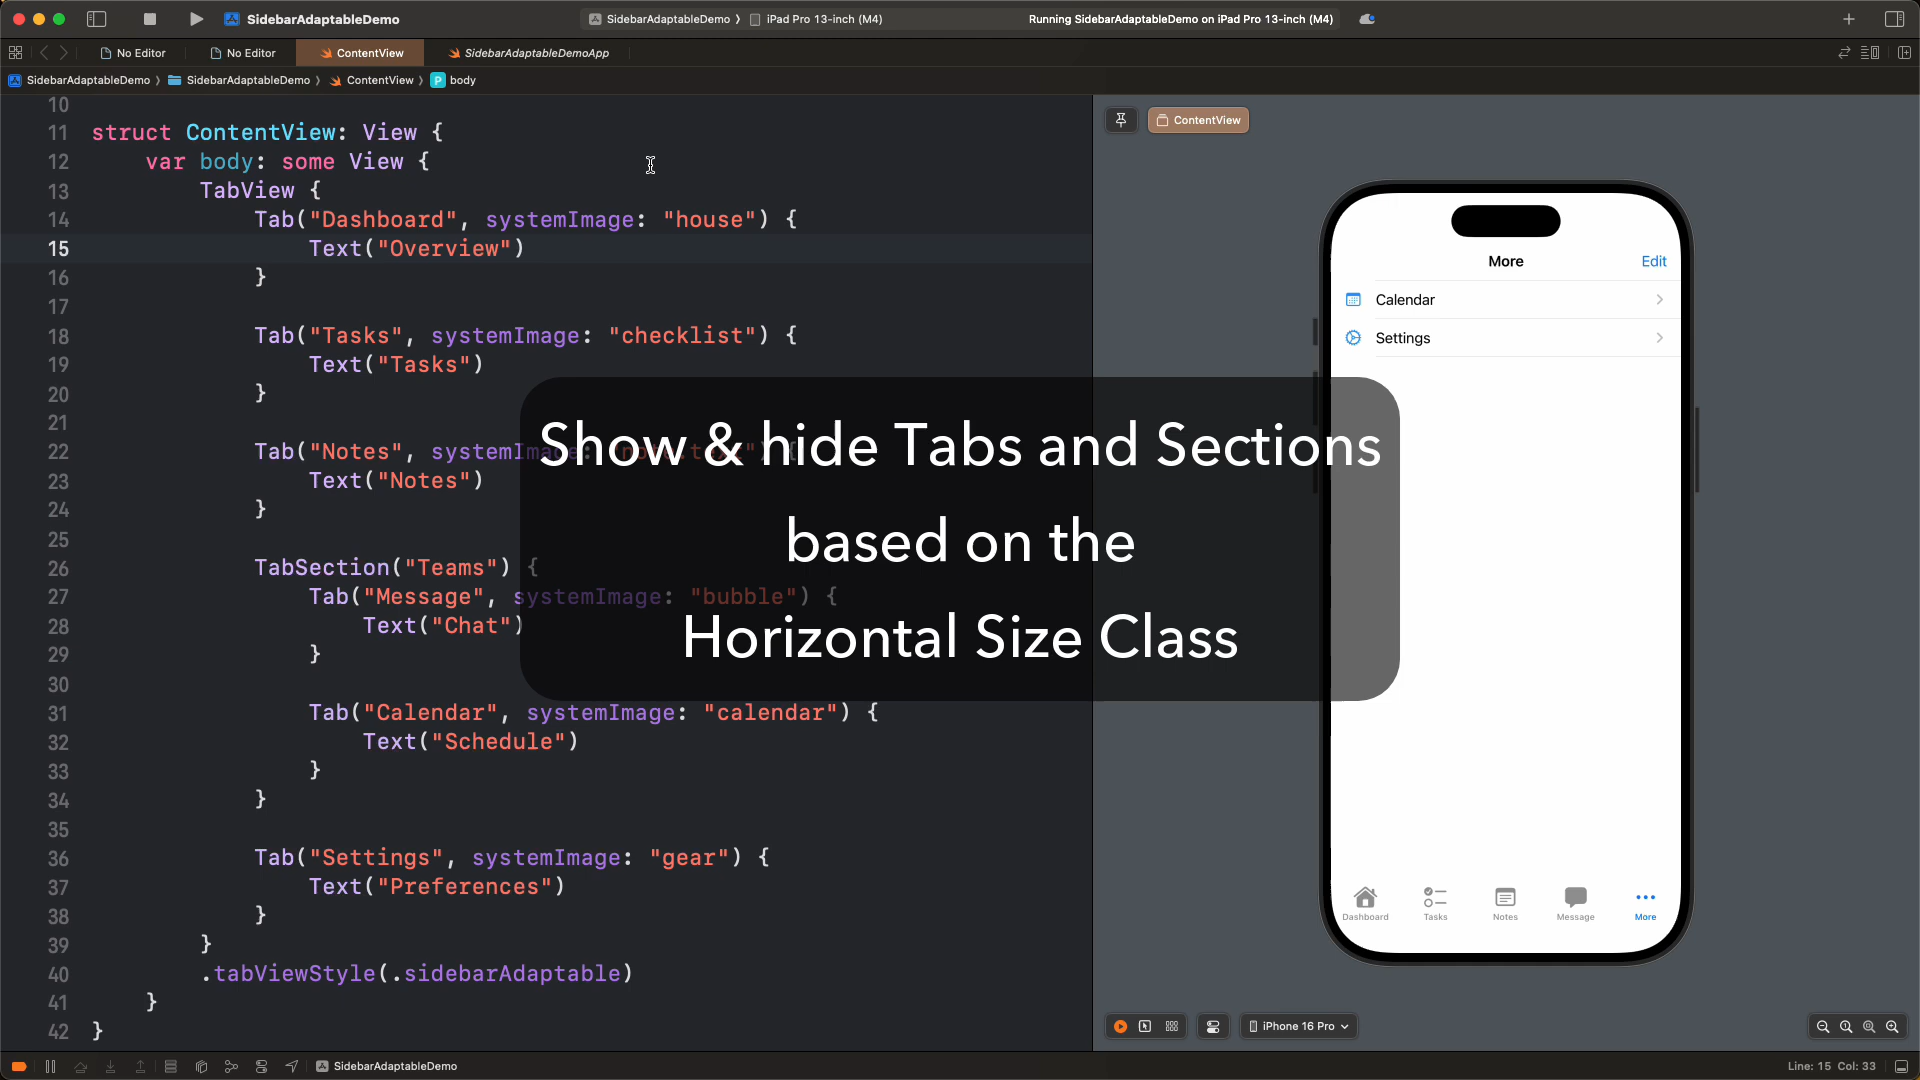 SidebarAdaptableDemo
SidebarAdaptableDemo 〉 iPad Pro 13-inch (M4)
Running SidebarAdaptableDemo on iPad Pro 13-inch (M4)
No Editor
No Editor
ContentView
SidebarAdaptableDemoApp
SidebarAdaptableDemo 〉 SidebarAdaptableDemo 〉 ContentView 〉 P body
10
11 struct ContentView: View {
12 var body: some View {
13 TabView {
14 Tab("Dashboard", systemImage: "house") {
15 Text("Overview")
16 }
17
18 Tab("Tasks", systemImage: "checklist") {
19 Text("Tasks")
20 }
21
22 Tab("Notes", systemIm
23 Text("Notes")
24 }
25
26 TabSection("Teams") {
27 Tab("Message", systemImage: "bubble") {
28 Text("Chat")
29 }
30
31 Tab("Calendar", systemImage: "calendar") {
32 Text("Schedule")
33 }
34 }
35
36 Tab("Settings", systemImage: "gear") {
37 Text("Preferences")
38 }
39 }
40 .tabViewStyle(.sidebarAdaptable)
41 }
42 }
Show & hide Tabs and Sections
based on the
Horizontal Size Class
ContentView
More
Edit
Calendar
Settings
Dashboard
Tasks
Notes
Message
More
iPhone 16 Pro
SidebarAdaptableDemo
Line: 15 Col: 33